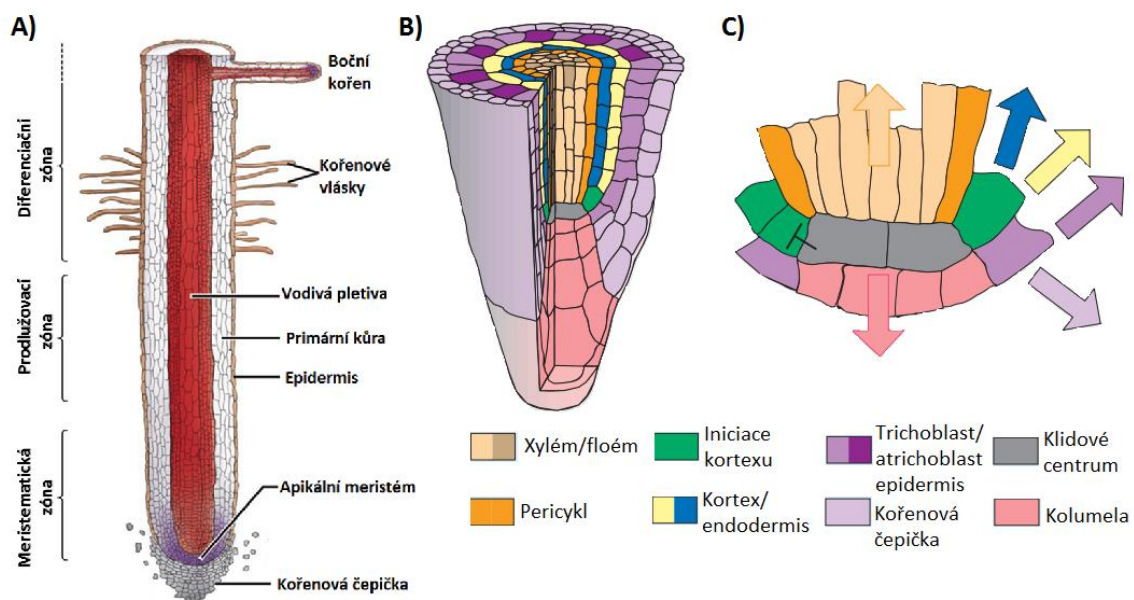 A)
Diferenciační
zóna
Prodlužovací
zóna
Meristematická
zóna
Boční
kořen
Kořenové
vlásky
Vodivá pletiva
Primární kůra
Epidermis
Apikální meristém
Kořenová čepička
B)
C)
Xylém/floém
Iniciace
kortexu
Trichoblast/
atrichoblast
epidermis
Klidové
centrum
Pericykl
Kortex/
endodermis
Kořenová
čepička
Kolumela